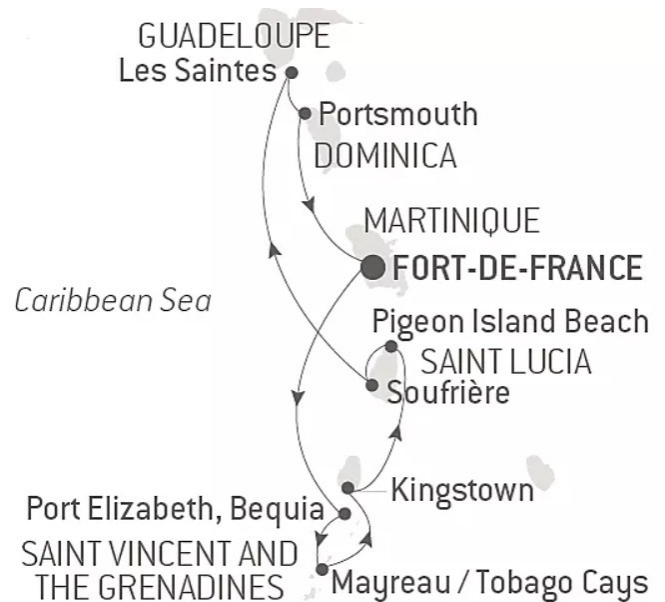 GUADELOUPE
Les Saintes
Portsmouth
DOMINICA
MARTINIQUE
FORT-DE-FRANCE
Caribbean Sea
Pigeon Island Beach
SAINT LUCIA
Soufrière
Kingstown
Port Elizabeth, Bequia
SAINT VINCENT AND
THE GRENADINES
Mayreau / Tobago Cays